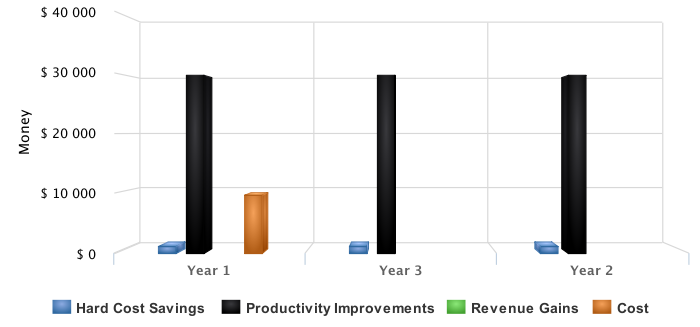 $ 40 000
$ 30 000
$ 20 000
$ 10 000
$ 0
Money
Year 1
Year 3
Year 2
Hard Cost Savings
Productivity Improvements
Revenue Gains
Cost